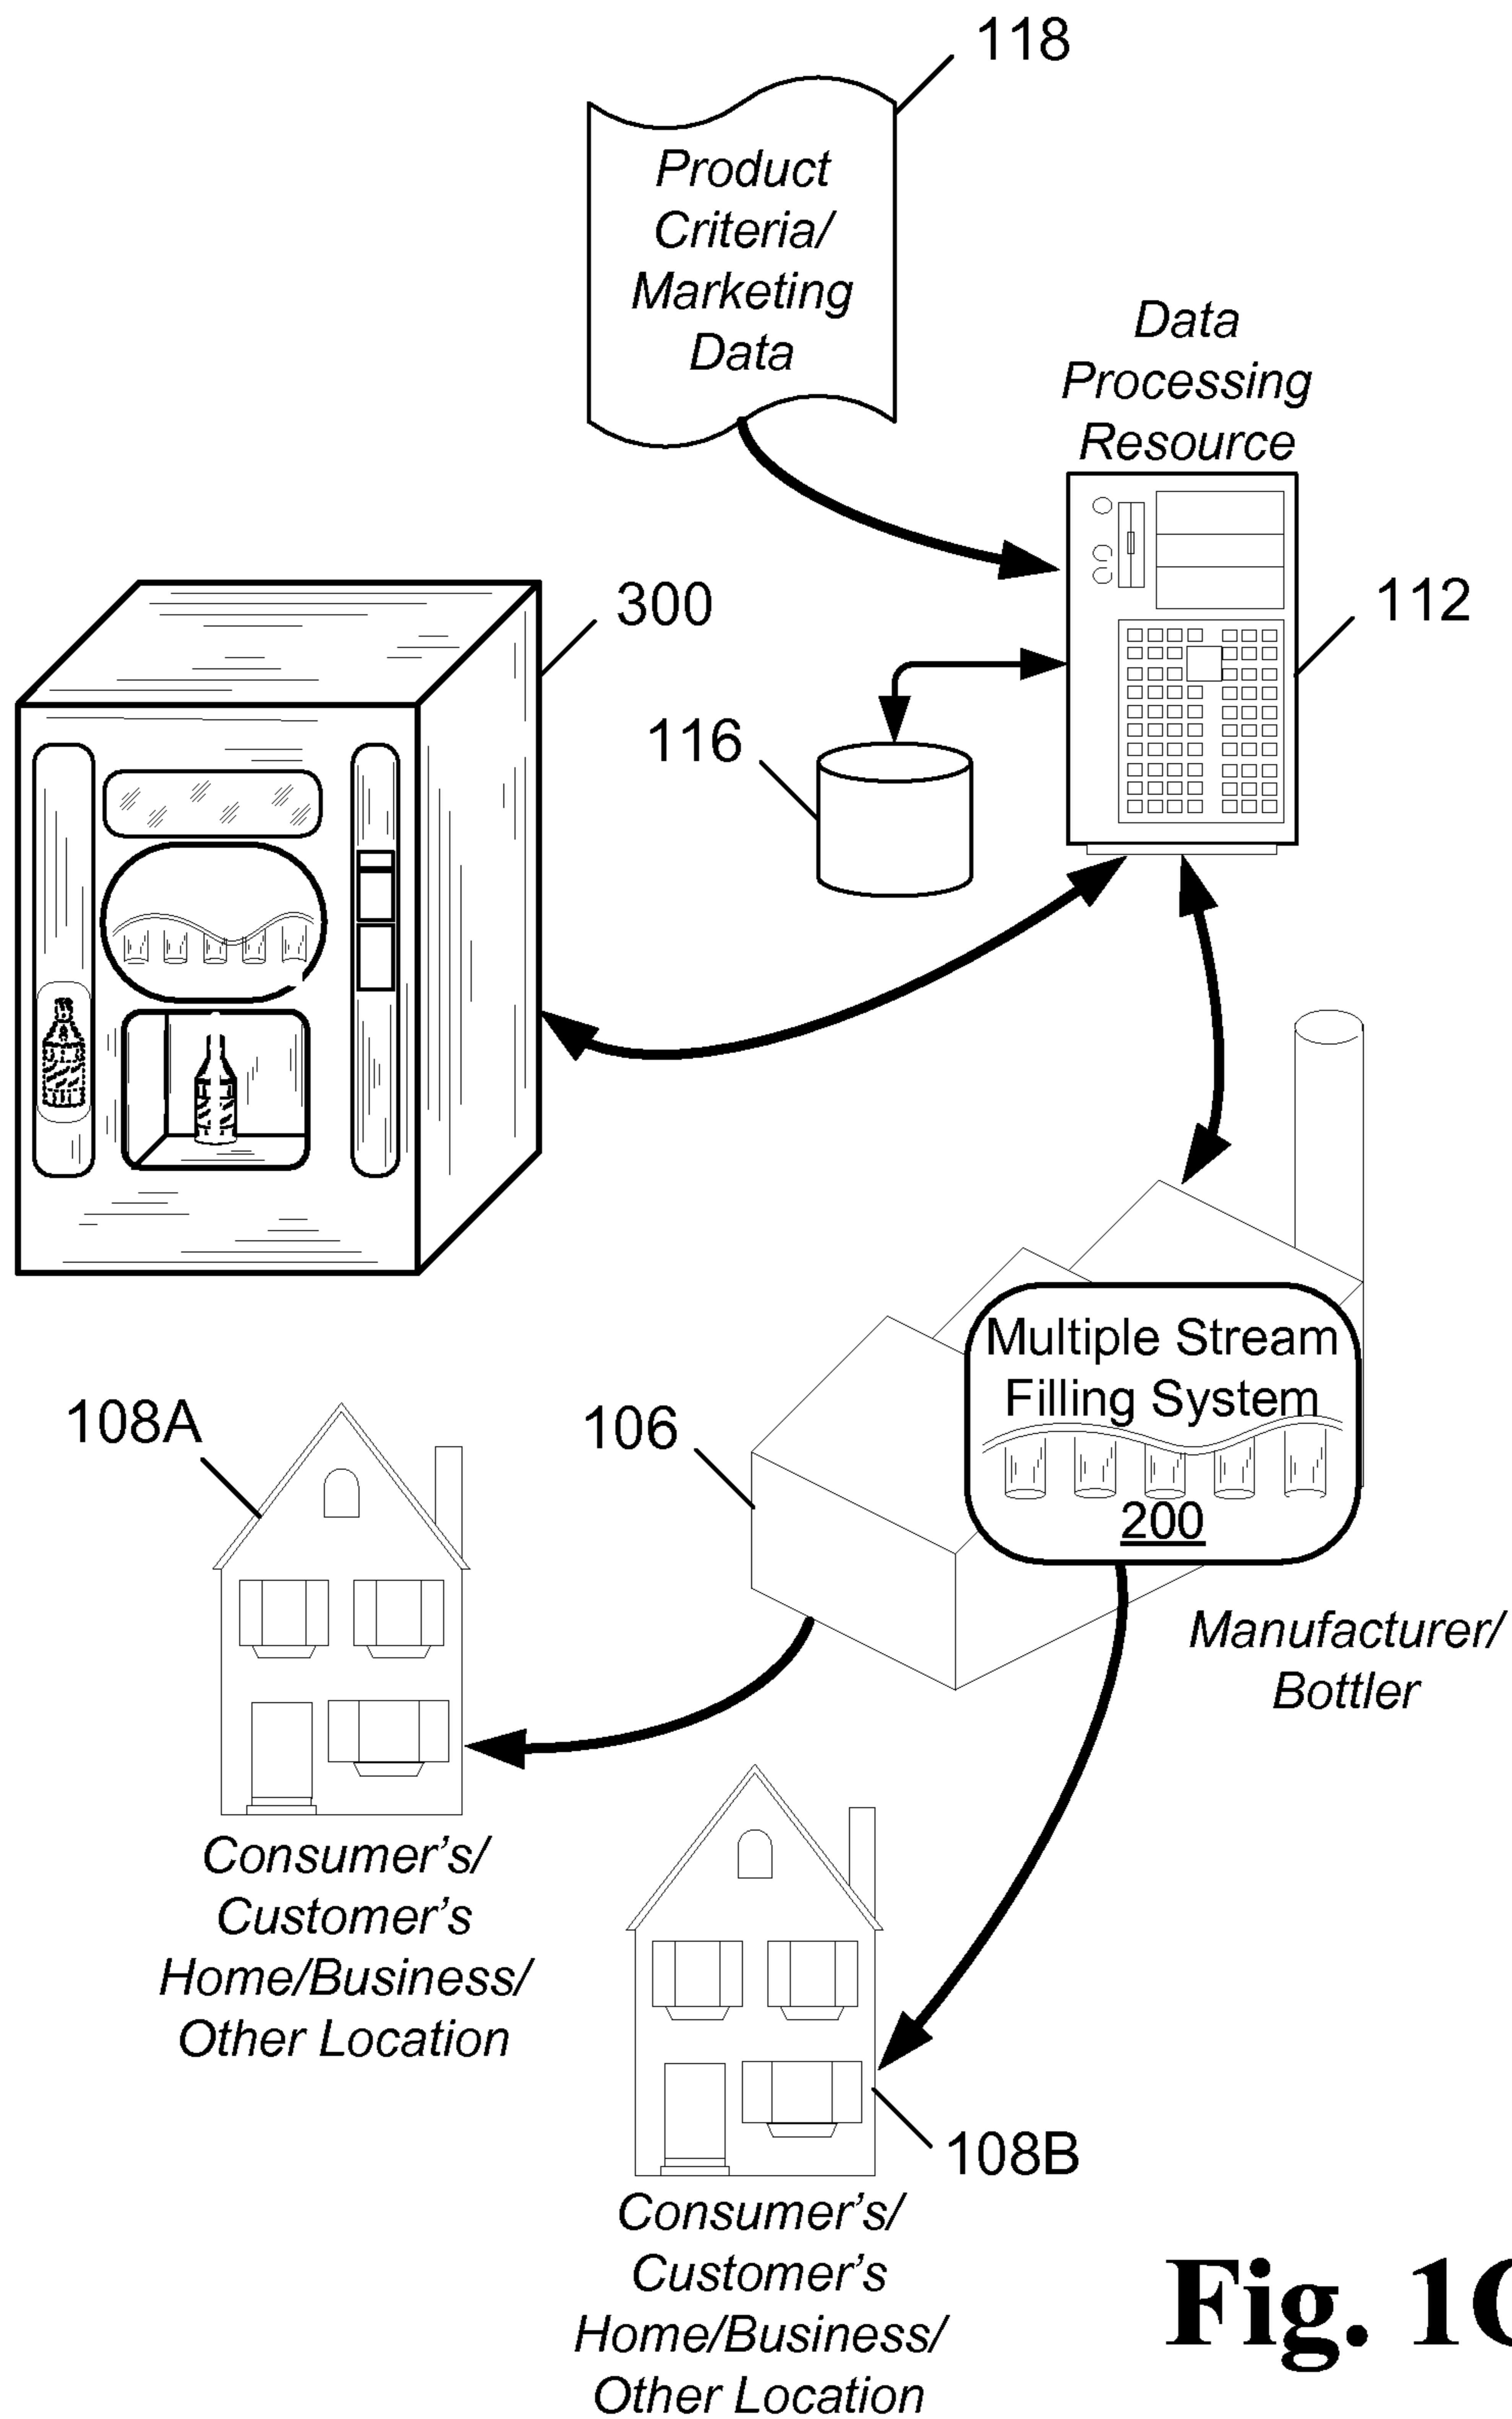 118
Product
Criteria/
Marketing
Data
Data
Processing
Resource
300
112
116
Multiple Stream
Filling System
200
108A
106
Manufacturer/
Bottler
Consumer's/
Customer's
Home/Business/
Other Location
108B
Consumer's/
Customer's
Home/Business/
Other Location
Fig.